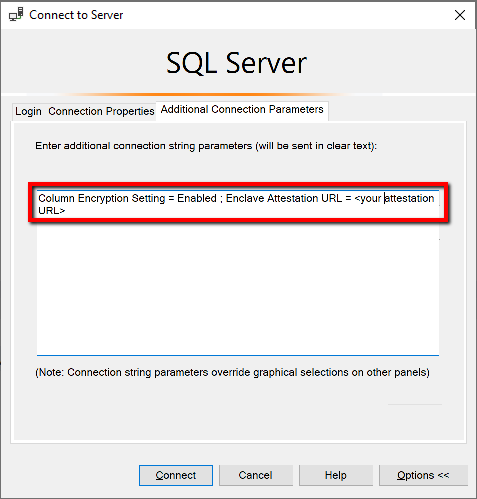 Connect to Server
SQL Server
Login Connection Properties Additional Connection Parameters
Enter additional connection string parameters (will be sent in clear text):
Column Encryption Setting = Enabled ; Enclave Attestation URL = <your attestation
URL>
(Note: Connection string parameters override graphical selections on other panels)
Connect Cancel Help Options <<